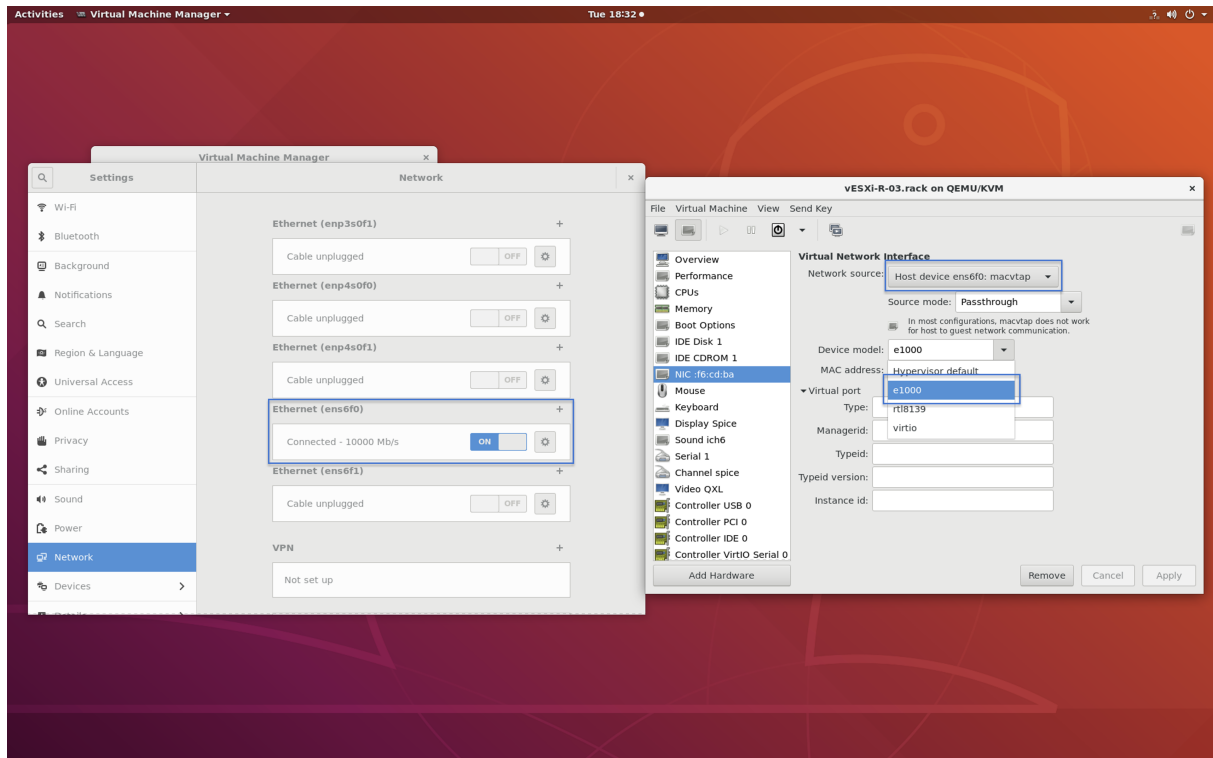 Activities Virtual Machine Manager Tue 18:32
Virtual Machine Manager ×
Settings Network ×
Wi-Fi
Bluetooth
Background
Notifications
Search
Region & Language
Universal Access
Online Accounts
Privacy
Sharing
Sound
Power
Network
Devices
Details
Ethernet (enp3s0f1) +
Cable unplugged OFF
Ethernet (enp4s0f0) +
Cable unplugged OFF
Ethernet (enp4s0f1) +
Cable unplugged OFF
Ethernet (ens6f0) +
Connected - 10000 Mb/s ON
Ethernet (ens6f1) +
Cable unplugged OFF
VPN +
Not set up
vESXi-R-03.rack on QEMU/KVM ×
File Virtual Machine View Send Key
Overview
Performance
CPUs
Memory
Boot Options
IDE Disk 1
IDE CDROM 1
NIC :f6:cd:ba
Mouse
Keyboard
Display Spice
Sound ich6
Serial 1
Channel spice
Video QXL
Controller USB 0
Controller PCI 0
Controller IDE 0
Controller VirtIO Serial 0
Add Hardware
Virtual Network Interface
Network source: Host device ens6f0: macvtap
Source mode: Passthrough
In most configurations, macvtap does not work
for host to guest network communication.
Device model: e1000
MAC address: Hypervisor default
Virtual port e1000
Type: rtl8139
Managerid: virtio
Typeid:
Typeid version:
Instance id:
Remove Cancel Apply